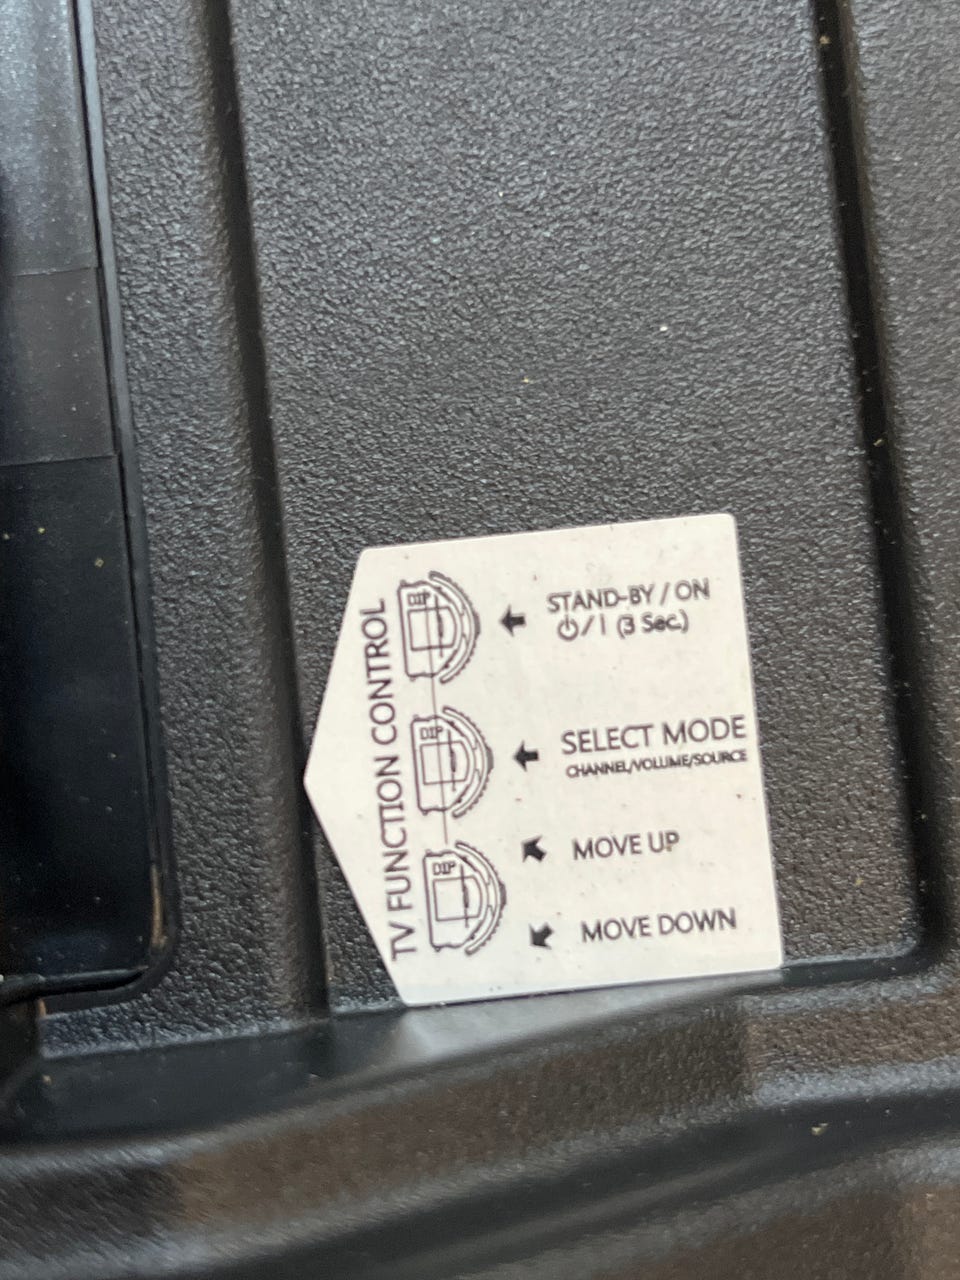 TV FUNCTION CONTROL
DIP
STAND-BY / ON
⏻/ | (3 Sec.)
DIP
SELECT MODE
CHANNEL/VOLUME/SOURCE
DIP
MOVE UP
MOVE DOWN